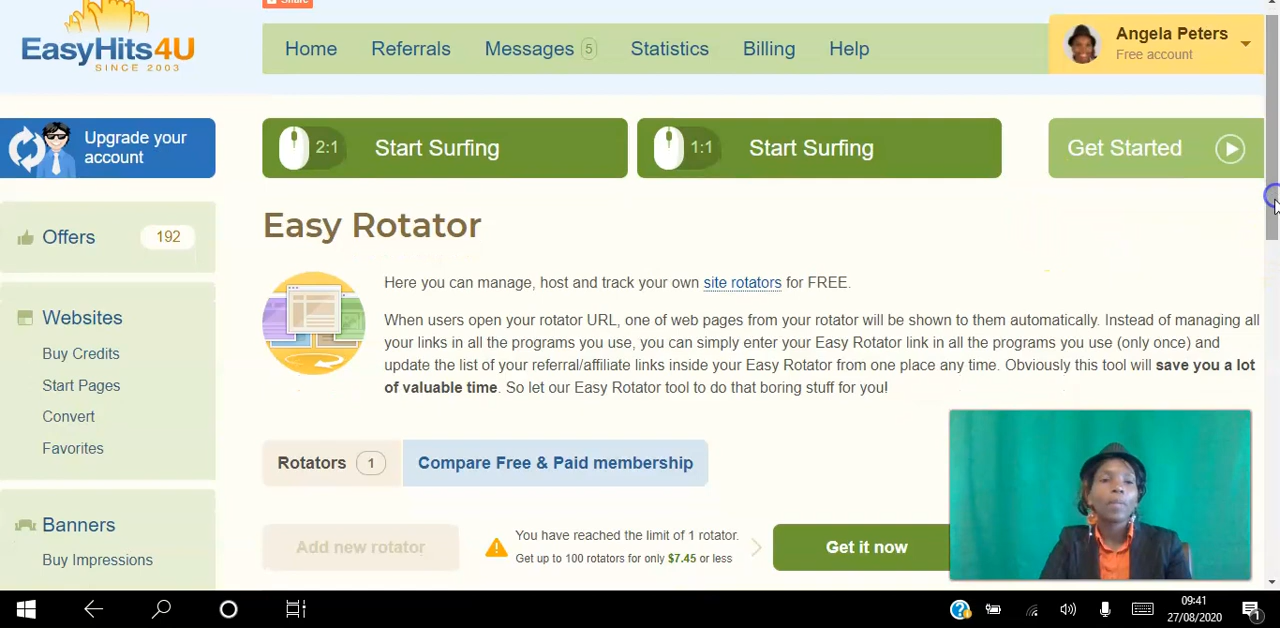 Share
EasyHits4U
SINCE 2003
Home
Referrals
Messages 5
Statistics
Billing
Help
Angela Peters
Free account
Upgrade your
account
2:1 Start Surfing
1:1 Start Surfing
Get Started
Offers 192
Websites
Buy Credits
Start Pages
Convert
Favorites
Banners
Buy Impressions
Easy Rotator
Here you can manage, host and track your own site rotators for FREE.
When users open your rotator URL, one of web pages from your rotator will be shown to them automatically. Instead of managing all
your links in all the programs you use, you can simply enter your Easy Rotator link in all the programs you use (only once) and
update the list of your referral/affiliate links inside your Easy Rotator from one place any time. Obviously this tool will save you a lot
of valuable time. So let our Easy Rotator tool to do that boring stuff for you!
Rotators 1
Compare Free & Paid membership
Add new rotator
You have reached the limit of 1 rotator.
Get up to 100 rotators for only $7.45 or less
Get it now
09:41
27/08/2020
1